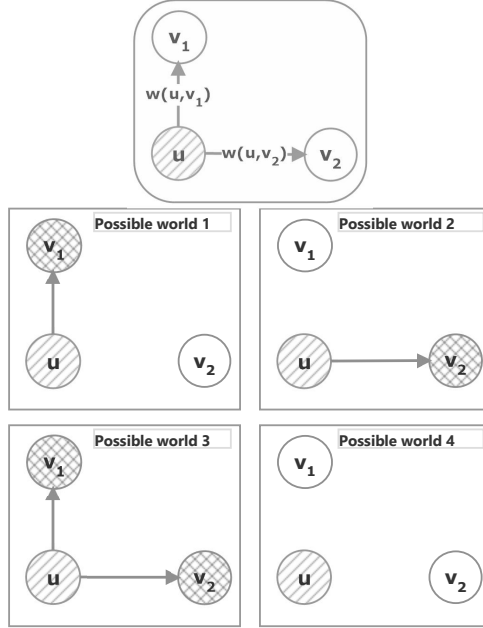 v1
w(u,v1)
u
w(u,v2)
v2
Possible world 1
v1
u
v2
Possible world 2
v1
u
v2
Possible world 3
v1
u
v2
Possible world 4
v1
u
v2